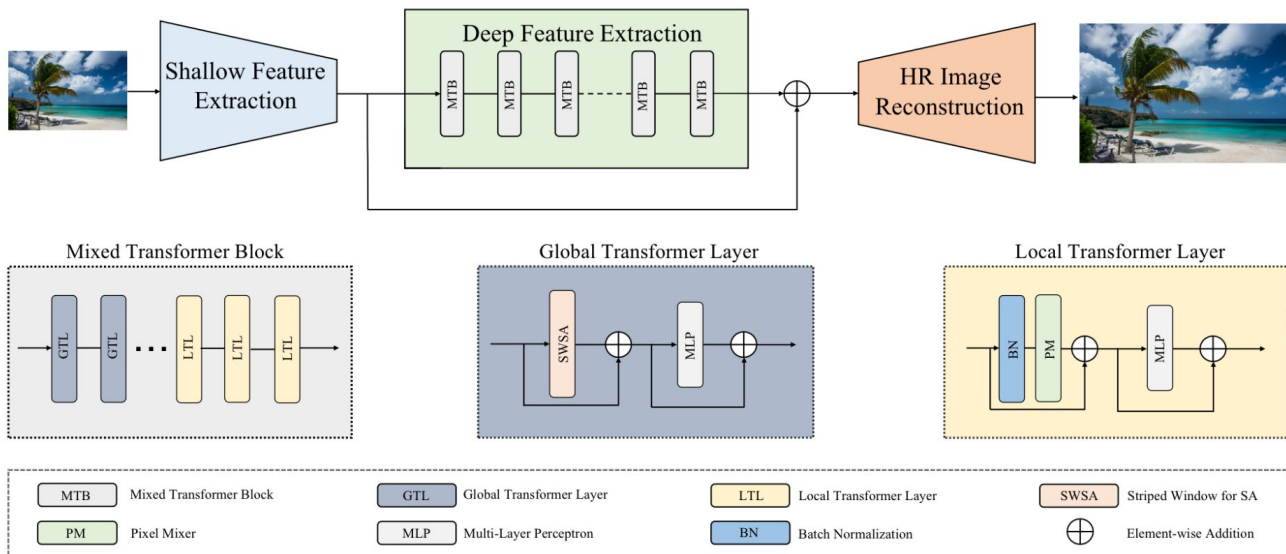 Shallow Feature
Extraction
Deep Feature Extraction
MTB
MTB
MTB
MTB
MTB
HR Image
Reconstruction
Mixed Transformer Block
GTL
GTL
LTL
LTL
LTL
Global Transformer Layer
SWSA
MLP
Local Transformer Layer
BN
PM
MLP
MTB Mixed Transformer Block GTL Global Transformer Layer LTL Local Transformer Layer SWSA Striped Window for SA
PM Pixel Mixer MLP Multi-Layer Perceptron BN Batch Normalization Element-wise Addition